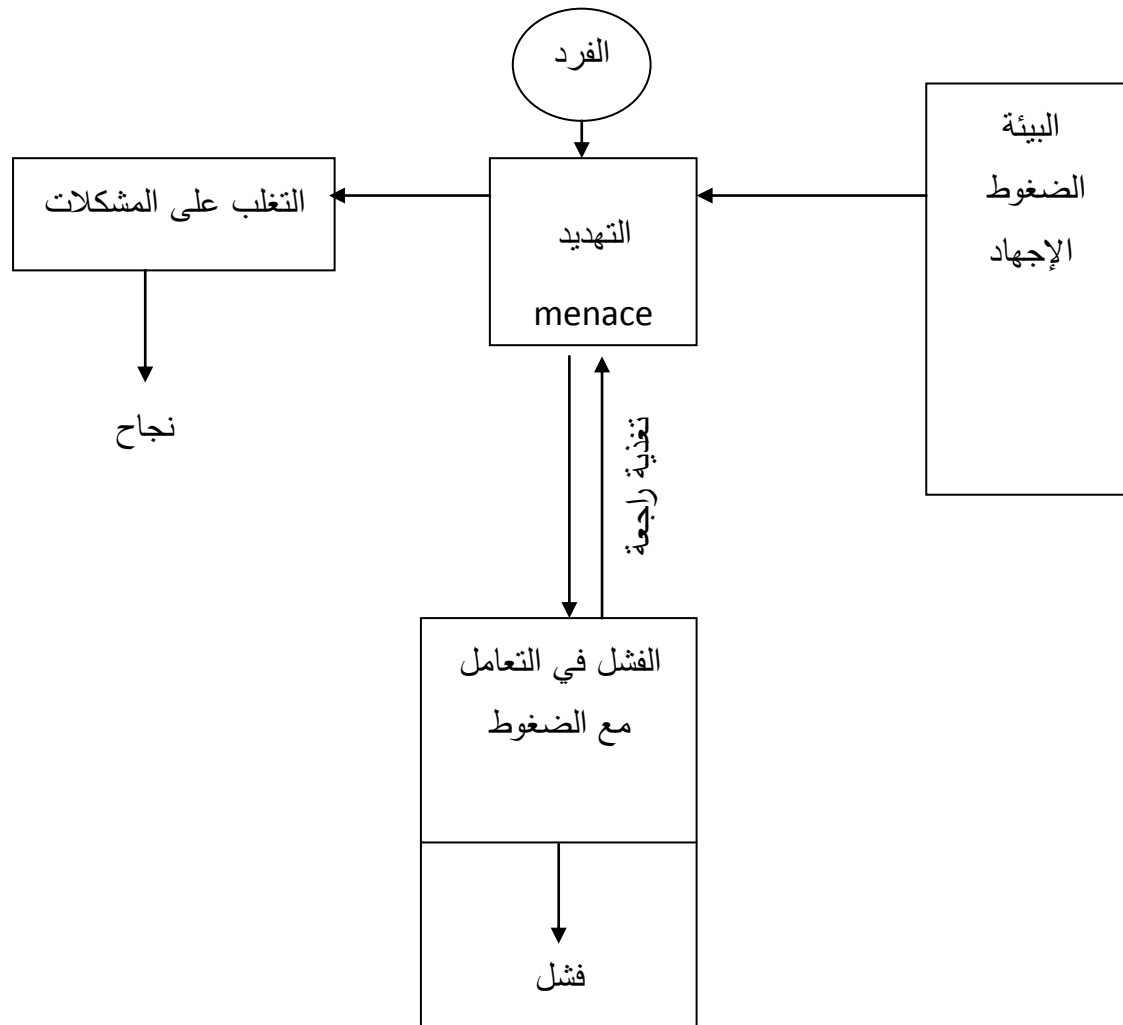 الفرد
البيئة
الضغوط
الإجهاد
التهديد
menace
التغلب على المشكلات
نجاح
تغذية راجعة
الفشل في التعامل
مع الضغوط
فشل